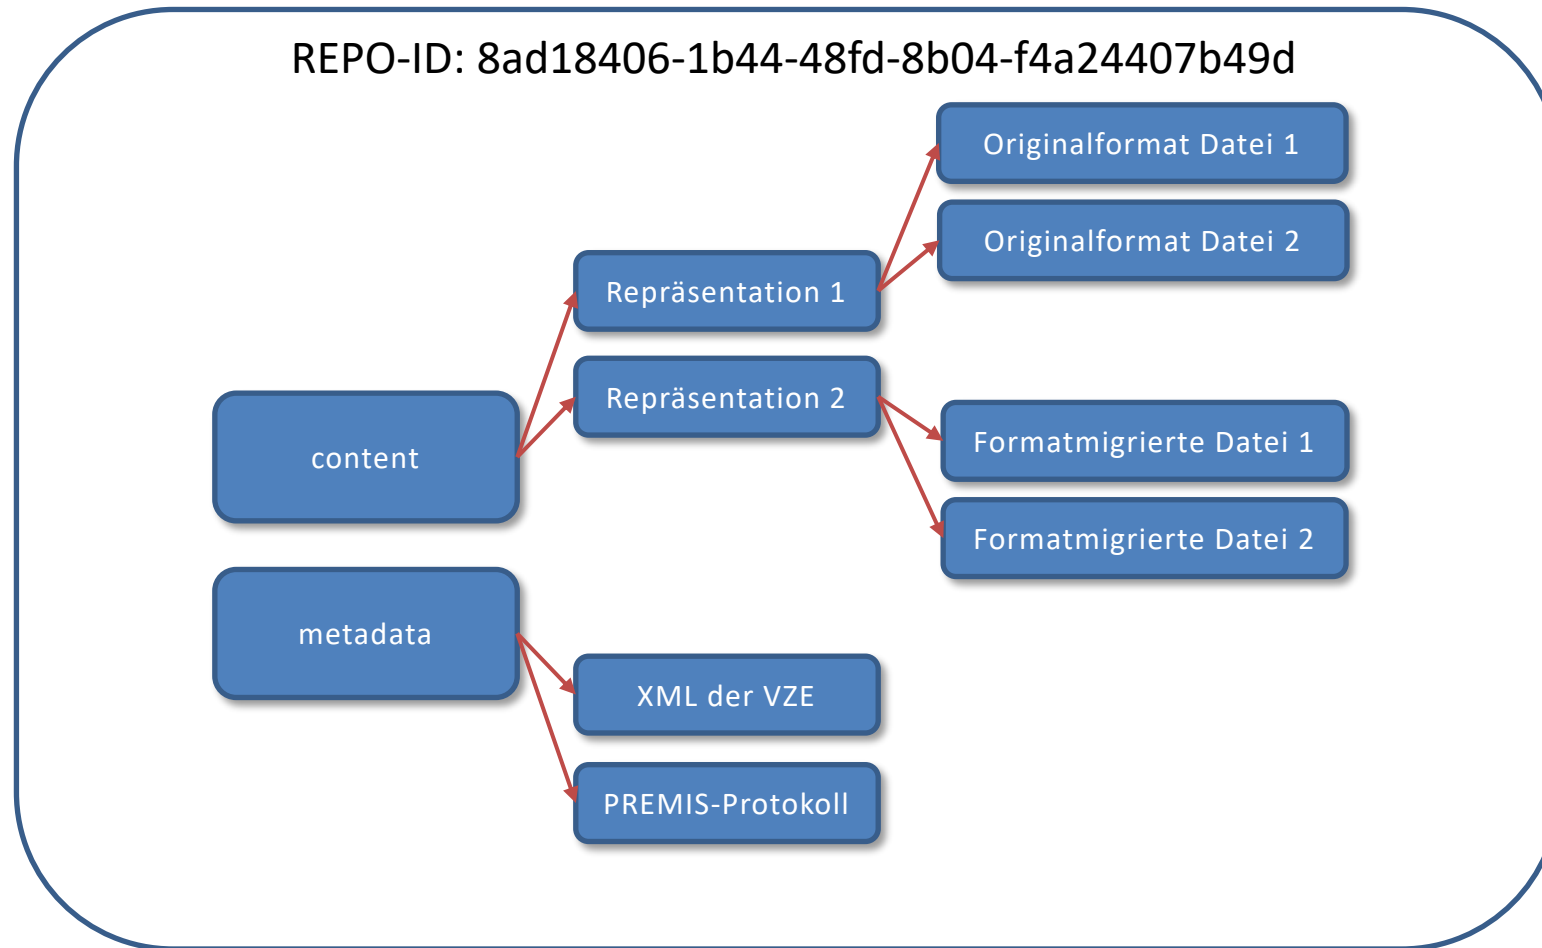 REPO-ID: 8ad18406-1b44-48fd-8b04-f4a24407b49d
Originalformat Datei 1
Originalformat Datei 2
Repräsentation 1
Repräsentation 2
content
Formatmigrierte Datei 1
Formatmigrierte Datei 2
metadata
XML der VZE
PREMIS-Protokoll